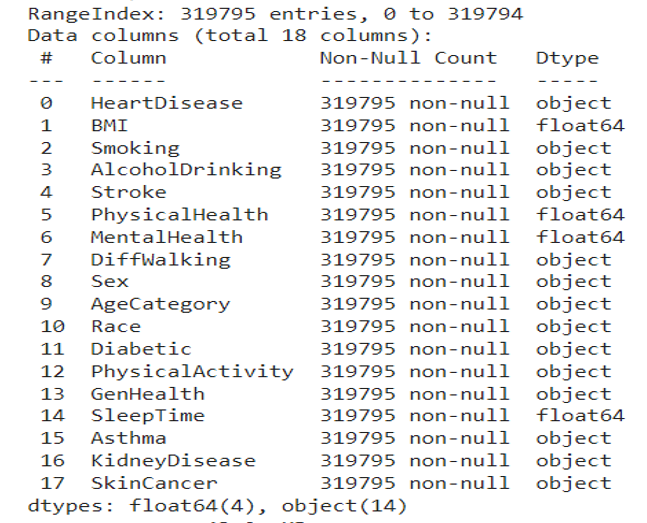 RangeIndex: 319795 entries, 0 to 319794
Data columns (total 18 columns):
 #   Column            Non-Null Count   Dtype
---  ------            --------------   -----
 0   HeartDisease      319795 non-null  object
 1   BMI               319795 non-null  float64
 2   Smoking           319795 non-null  object
 3   AlcoholDrinking   319795 non-null  object
 4   Stroke            319795 non-null  object
 5   PhysicalHealth    319795 non-null  float64
 6   MentalHealth      319795 non-null  float64
 7   DiffWalking       319795 non-null  object
 8   Sex               319795 non-null  object
 9   AgeCategory       319795 non-null  object
 10  Race              319795 non-null  object
 11  Diabetic          319795 non-null  object
 12  PhysicalActivity  319795 non-null  object
 13  GenHealth         319795 non-null  object
 14  SleepTime         319795 non-null  float64
 15  Asthma            319795 non-null  object
 16  KidneyDisease     319795 non-null  object
 17  SkinCancer        319795 non-null  object
dtypes: float64(4), object(14)